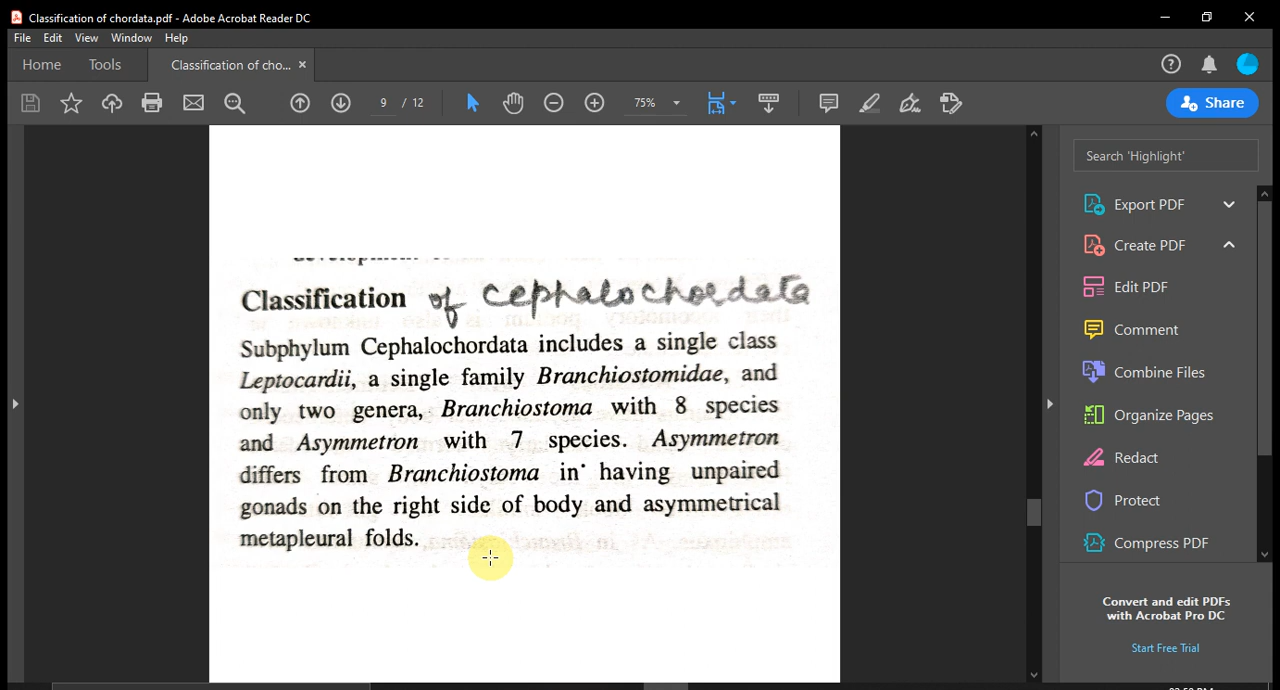 Classification of chordata.pdf - Adobe Acrobat Reader DC
File Edit View Window Help
Home Tools Classification of cho... ×
9 / 12 75% Share
Search 'Highlight'
Export PDF
Create PDF
Edit PDF
Comment
Combine Files
Organize Pages
Redact
Protect
Compress PDF
Convert and edit PDFs
with Acrobat Pro DC
Start Free Trial
Classification of cephalochordata
Subphylum Cephalochordata includes a single class
Leptocardii, a single family Branchiostomidae, and
only two genera, Branchiostoma with 8 species
and Asymmetron with 7 species. Asymmetron
differs from Branchiostoma in having unpaired
gonads on the right side of body and asymmetrical
metapleural folds.